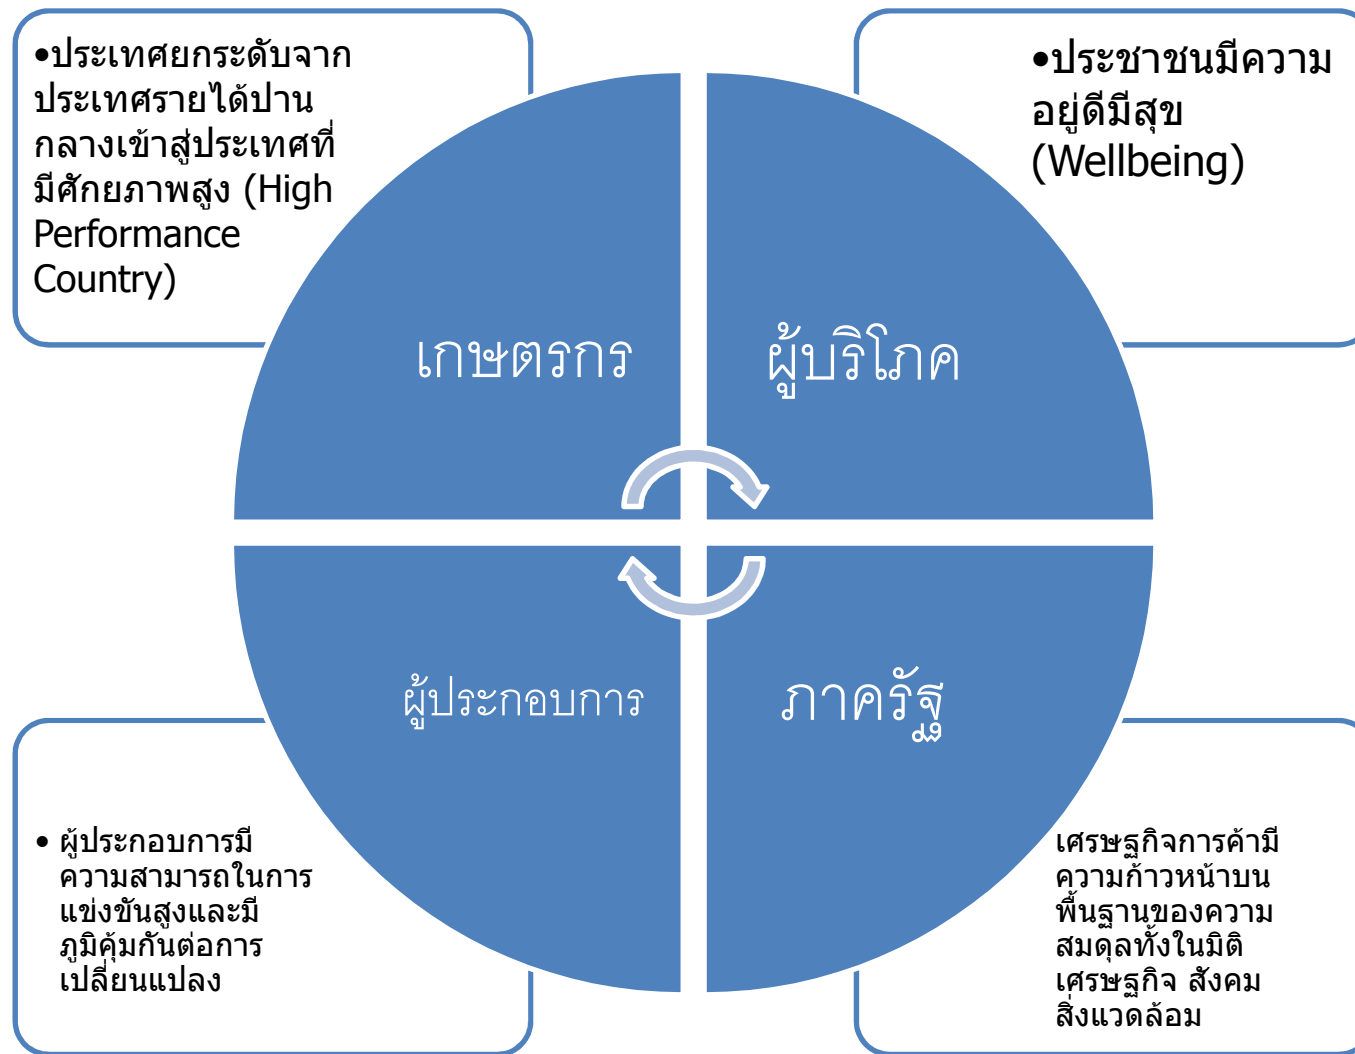 •ประเทศยกระดับจาก
ประเทศรายได้ปาน
กลางเข้าสู่ประเทศที่
มีศักยภาพสูง (High
Performance
Country)
•ประชาชนมีความ
อยู่ดีมีสุข
(Wellbeing)
เกษตรกร
ผู้บริโภค
ผู้ประกอบการ
ภาครัฐ
• ผู้ประกอบการมี
ความสามารถในการ
แข่งขันสูงและมี
ภูมิคุ้มกันต่อการ
เปลี่ยนแปลง
เศรษฐกิจการค้ามี
ความก้าวหน้าบน
พื้นฐานของความ
สมดุลทั้งในมิติ
เศรษฐกิจ สังคม
สิ่งแวดล้อม